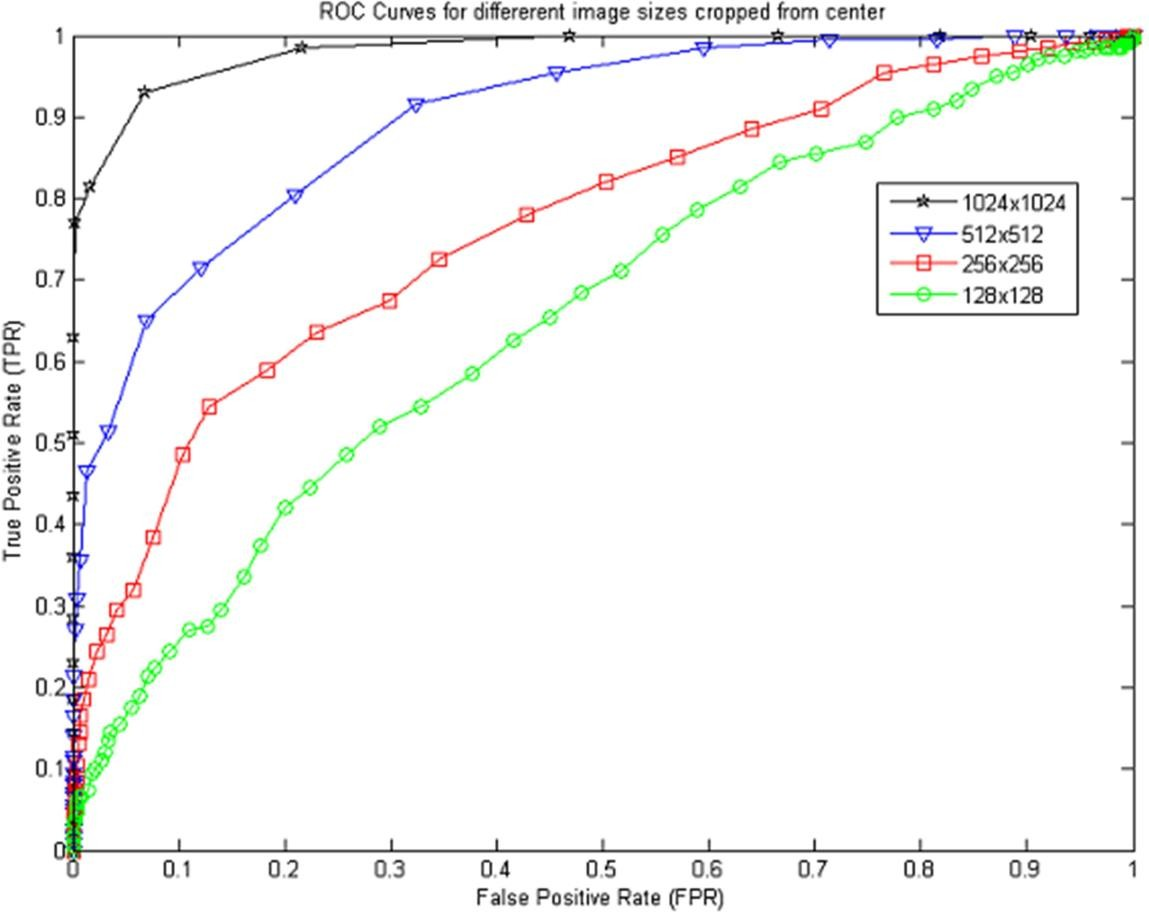 ROC Curves for differerent image sizes cropped from center
1
0.9
0.8
0.7
0.6
0.5
0.4
0.3
0.2
0.1
0
True Positive Rate (TPR)
1024x1024
512x512
256x256
128x128
0 0.1 0.2 0.3 0.4 0.5 0.6 0.7 0.8 0.9 1
False Positive Rate (FPR)